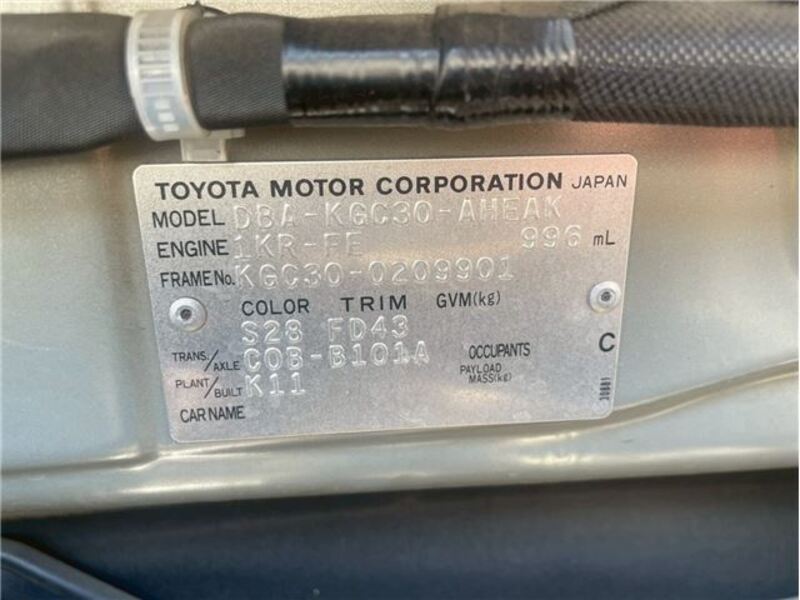 TOYOTA MOTOR CORPORATION JAPAN
MODEL DBA-KGC30-AHEAK
ENGINE 1KR-FE 996 mL
FRAME No. KGC30-0209901
COLOR TRIM GVM(kg)
S28 FD43
TRANS./AXLE C0B-B101A OCCUPANTS C
PLANT/BUILT K11 PAYLOAD MASS(kg)
CAR NAME